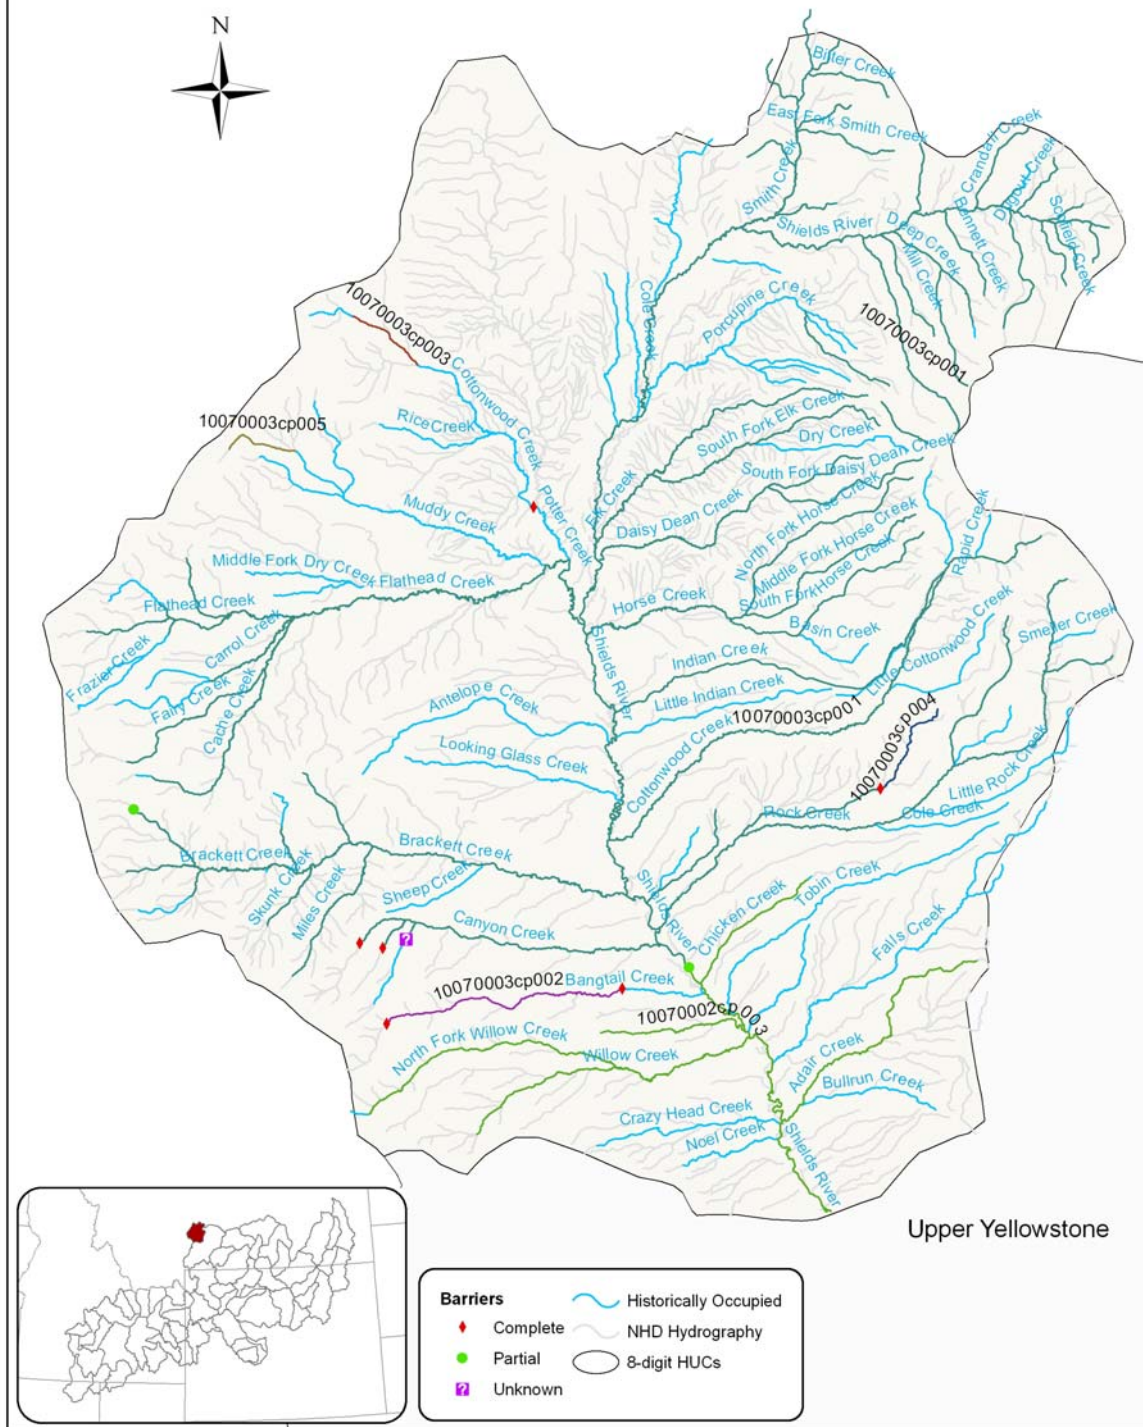 N
Bitter Creek
East Fork Smith Creek
Crandall Creek
Dugout Creek
Smith Creek
Shields River
Deep Creek
Bennett Creek
Scofield Creek
Mill Creek
10070003cp003
Cole Creek
Porcupine Creek
10070003cp001
Cottonwood Creek
10070003cp005
Rice Creek
South Fork Elk Creek
Dry Creek
South Fork Daisy Dean Creek
Elk Creek
Potter Creek
Muddy Creek
Daisy Dean Creek
North Fork Horse Creek
Middle Fork Horse Creek
Rapid Creek
South Fork Horse Creek
Middle Fork Dry Creek
Flathead Creek
Flathead Creek
Horse Creek
Basin Creek
Smelter Creek
Carrol Creek
Frazier Creek
Shields River
Indian Creek
Little Cottonwood Creek
Fairy Creek
Cache Creek
Little Indian Creek
Antelope Creek
10070003cp001
10070003cp004
Looking Glass Creek
Cottonwood Creek
Little Rock Creek
Rock Creek
Cole Creek
Brackett Creek
Brackett Creek
Skunk Creek
Miles Creek
Sheep Creek
Shields River
Chicken Creek
Tobin Creek
Canyon Creek
Falls Creek
?
10070003cp002
Bangtail Creek
10070002cp003
North Fork Willow Creek
Willow Creek
Adair Creek
Bullrun Creek
Crazy Head Creek
Noel Creek
Shields River
Upper Yellowstone
Barriers
Complete
Partial
? Unknown
Historically Occupied
NHD Hydrography
8-digit HUCs